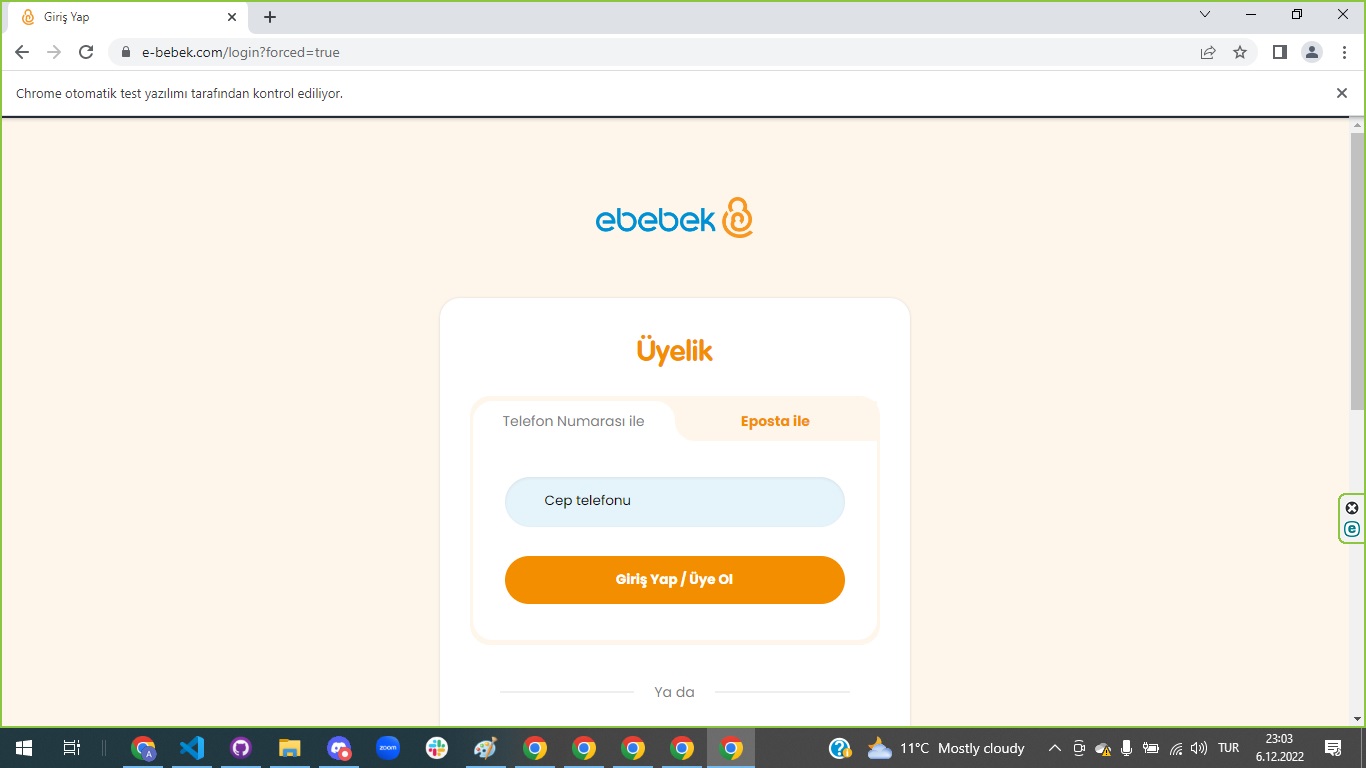 Giriş Yap
e-bebek.com/login?forced=true
Chrome otomatik test yazılımı tarafından kontrol ediliyor.
ebebek
Üyelik
Telefon Numarası ile
Eposta ile
Cep telefonu
Giriş Yap / Üye Ol
Ya da
e
A
zoom
11°C Mostly cloudy
TUR
23:03
6.12.2022